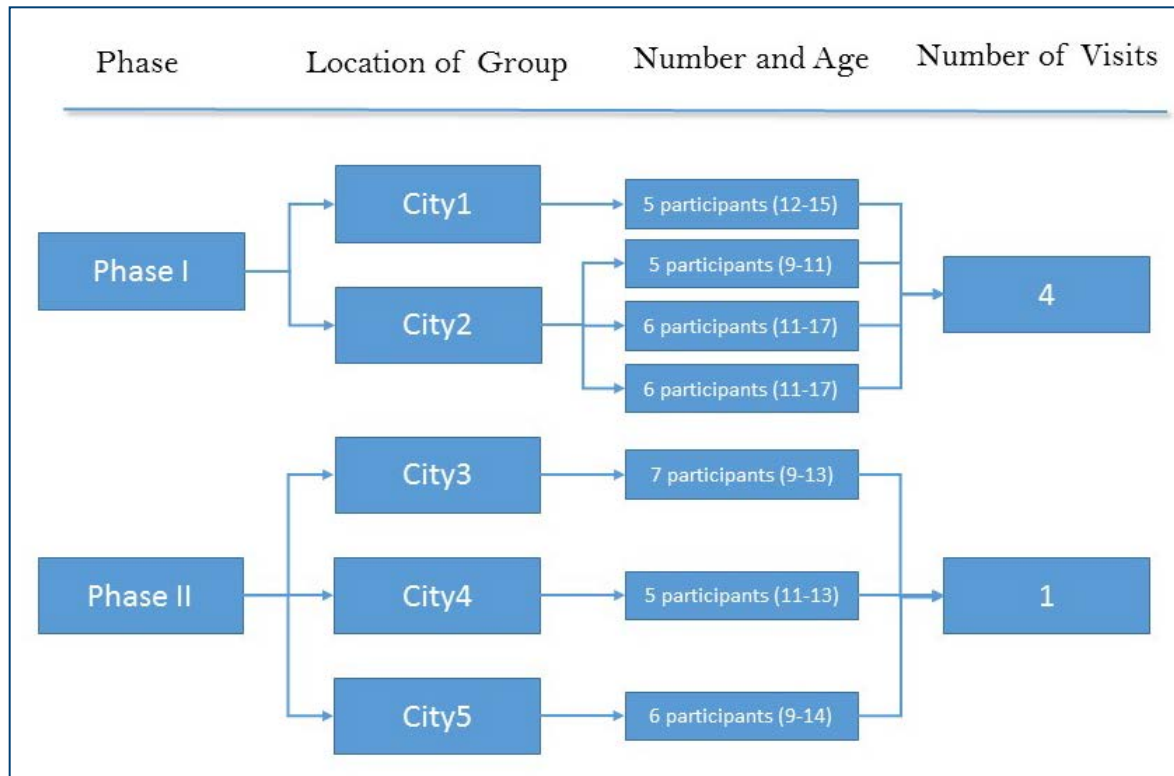 Phase Location of Group Number and Age Number of Visits
City1 5 participants (12-15)
Phase I 5 participants (9-11) 4
City2 6 participants (11-17)
6 participants (11-17)
City3 7 participants (9-13)
Phase II City4 5 participants (11-13) 1
City5 6 participants (9-14)